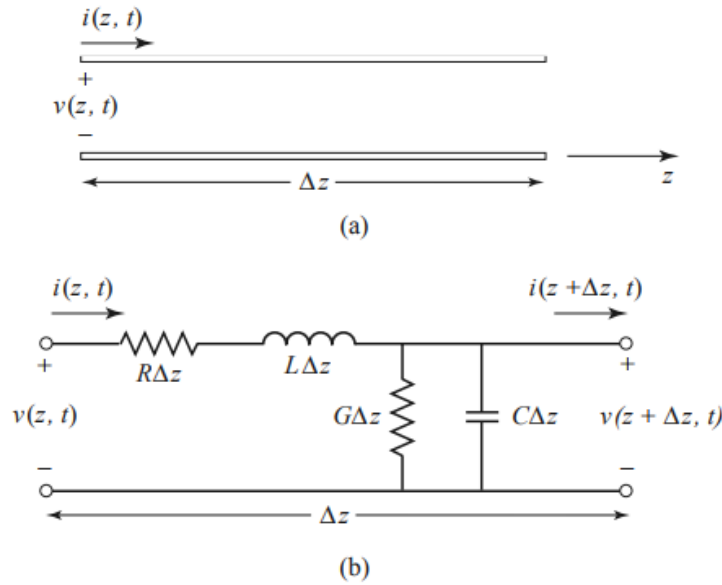 i(z, t)
+
v(z, t)
−
Δz
z
(a)
i(z, t) i(z +Δz, t)
+ RΔz LΔz +
v(z, t) GΔz CΔz v(z + Δz, t)
− −
Δz
(b)